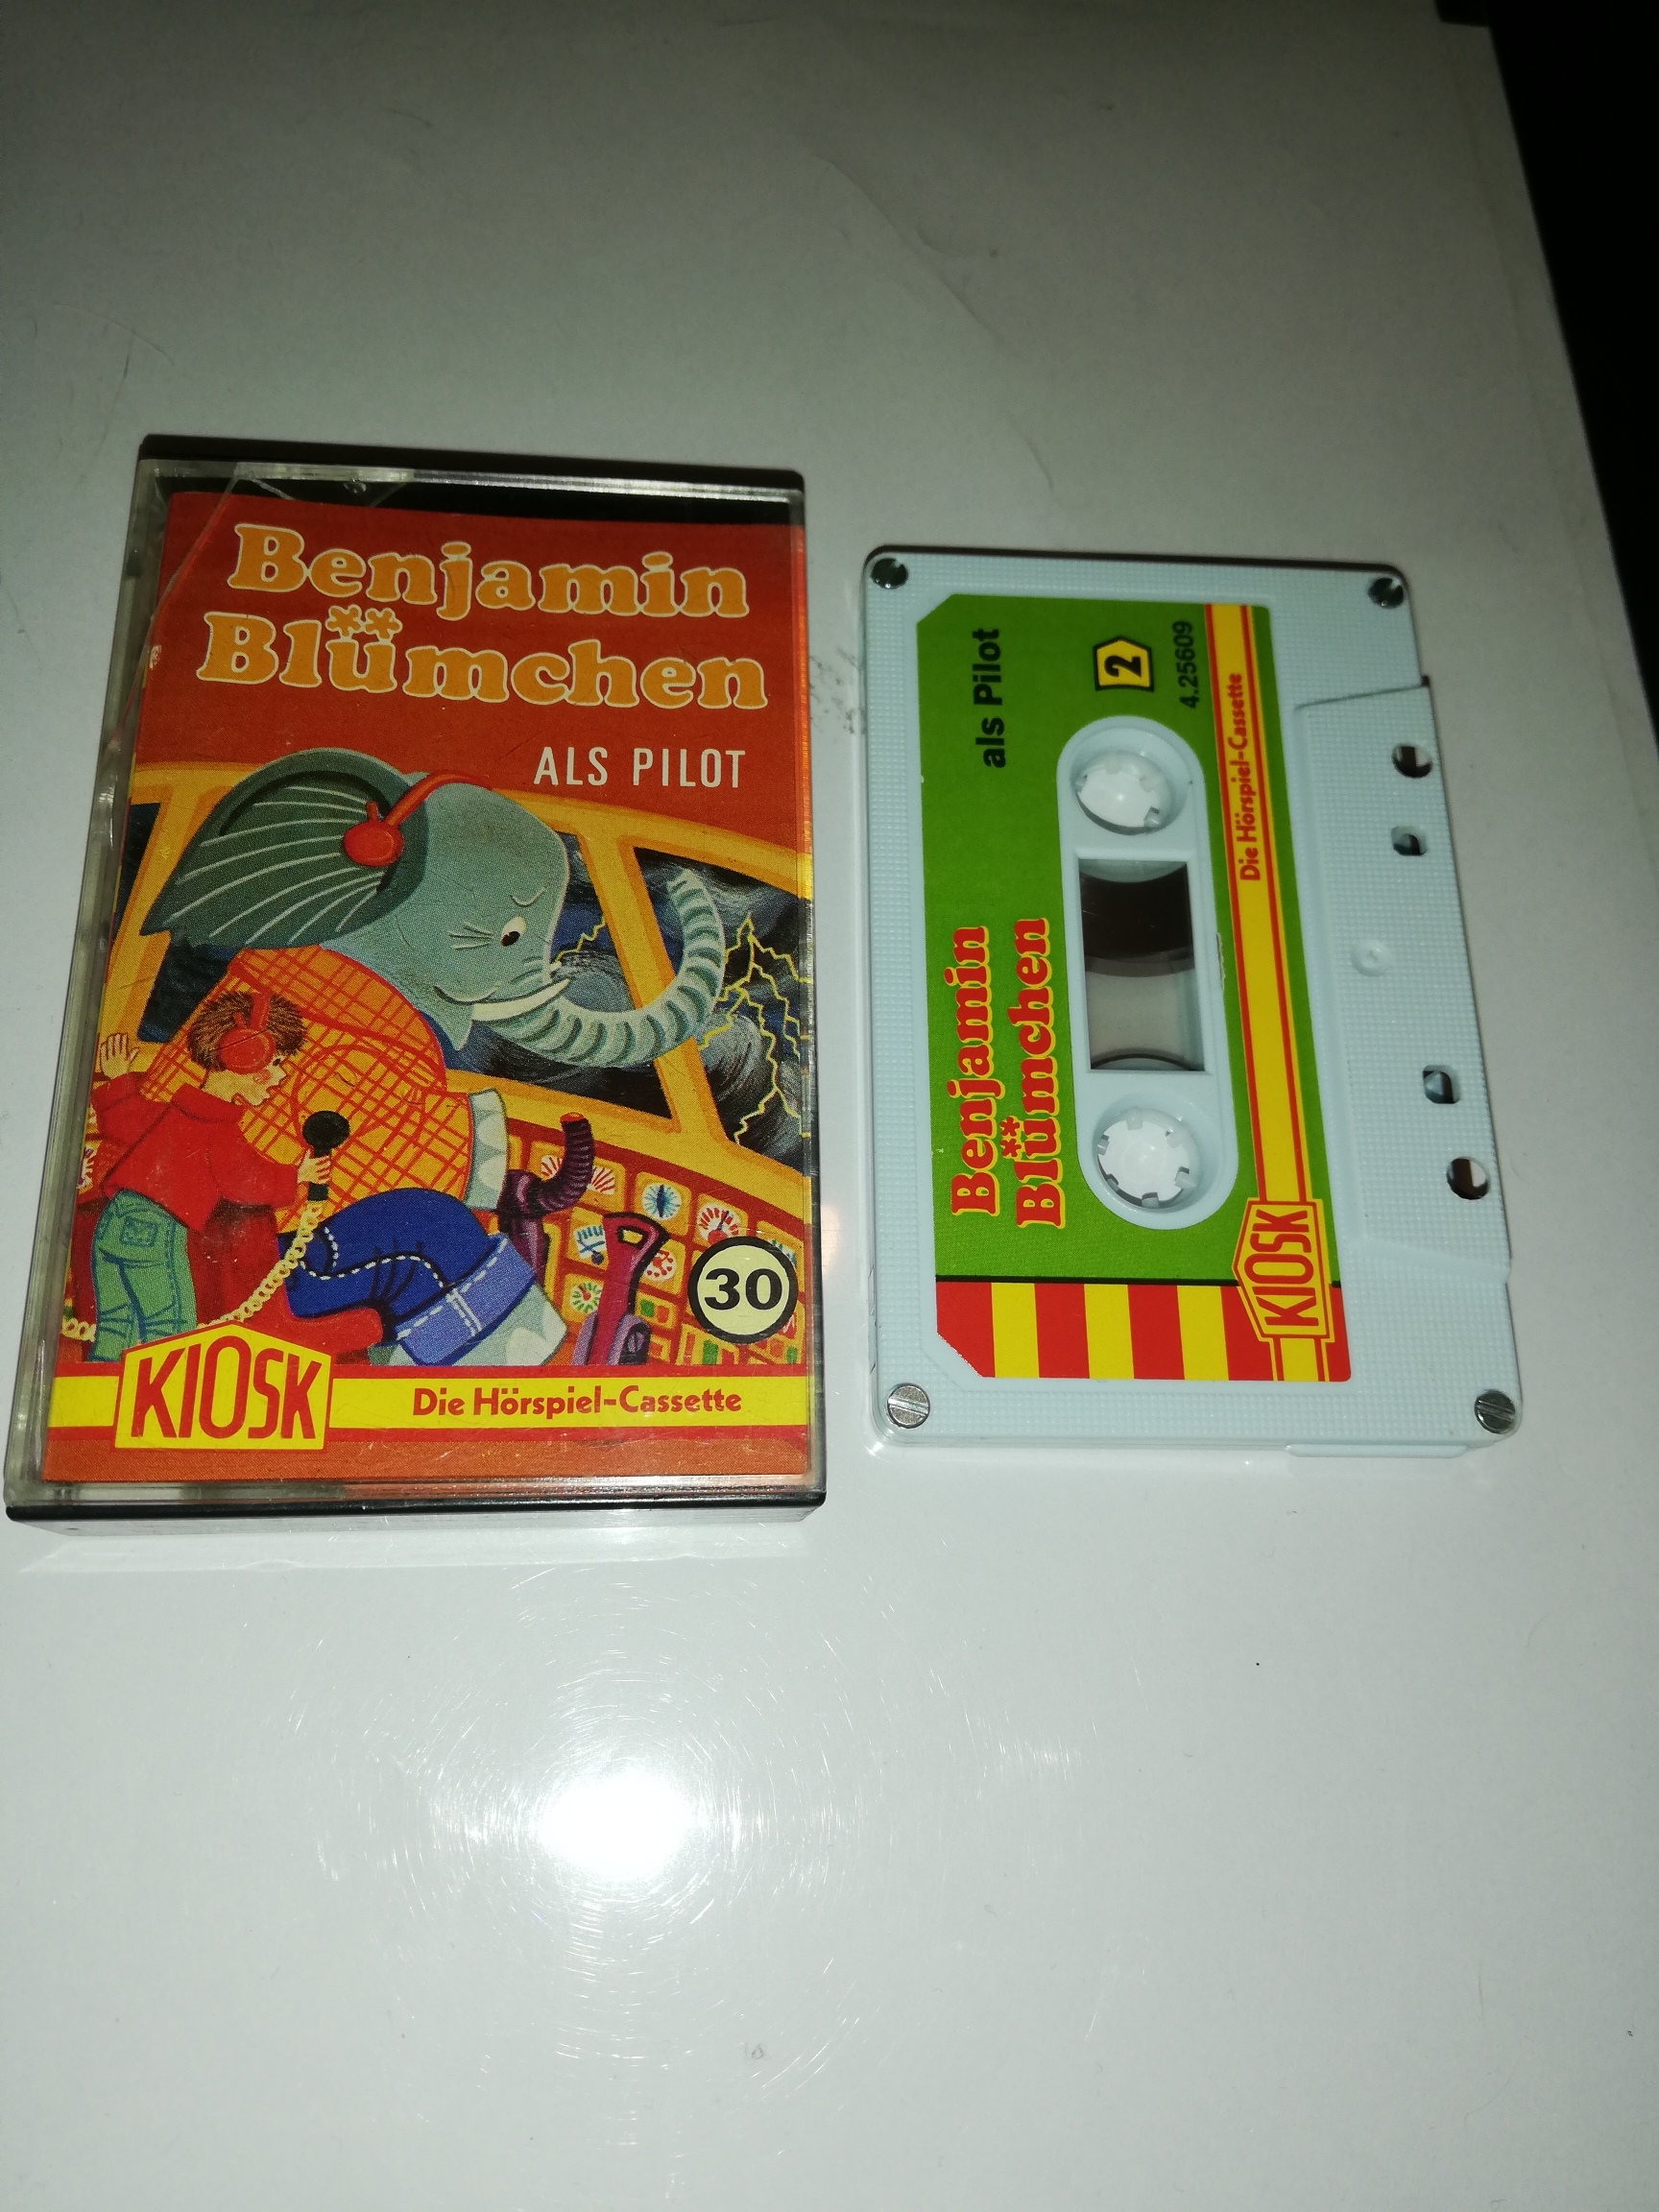 Benjamin
Blümchen
ALS PILOT
30
KIOSK
Die Hörspiel-Cassette
Benjamin
Blümchen
als Pilot
2
4.25609
Die Hörspiel-Cassette
KIOSK